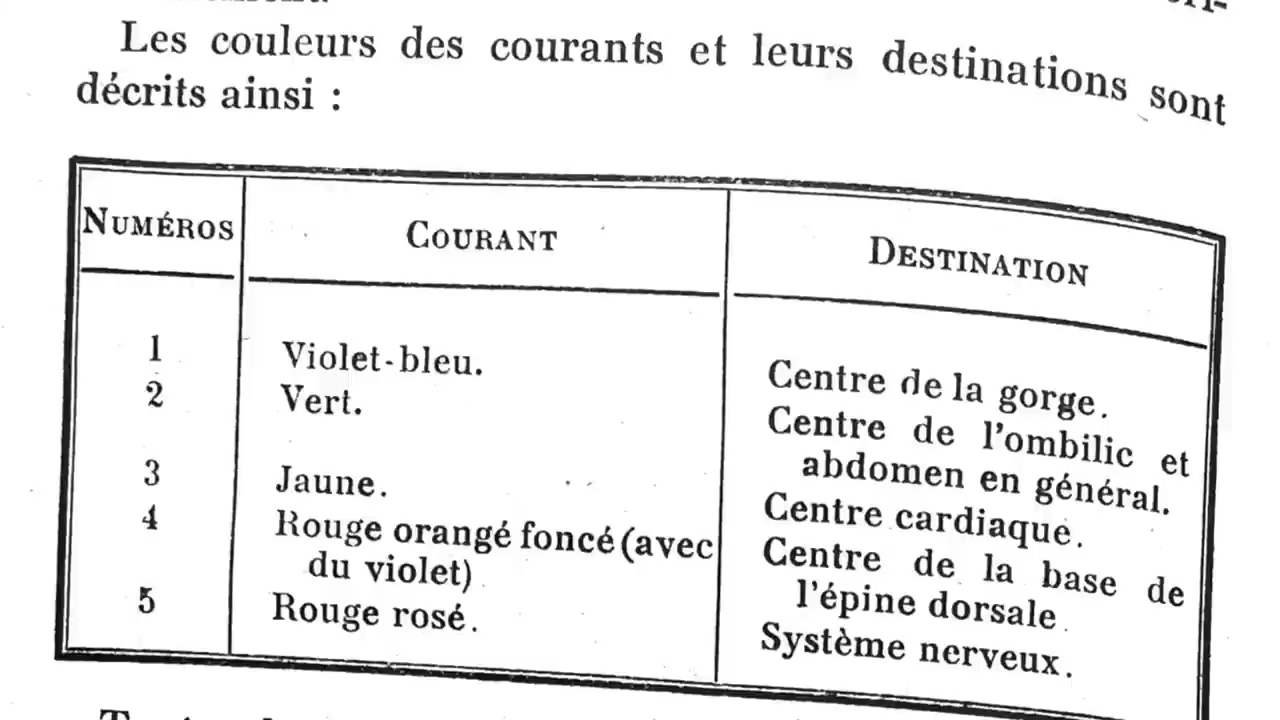 Les couleurs des courants et leurs destinations sont
décrits ainsi :
NUMÉROS COURANT DESTINATION
1 Violet-bleu. Centre de la gorge.
2 Vert. Centre de l'ombilic et
abdomen en général.
3 Jaune. Centre cardiaque.
4 Rouge orangé foncé (avec Centre de la base de
du violet) l'épine dorsale.
5 Rouge rosé. Système nerveux.